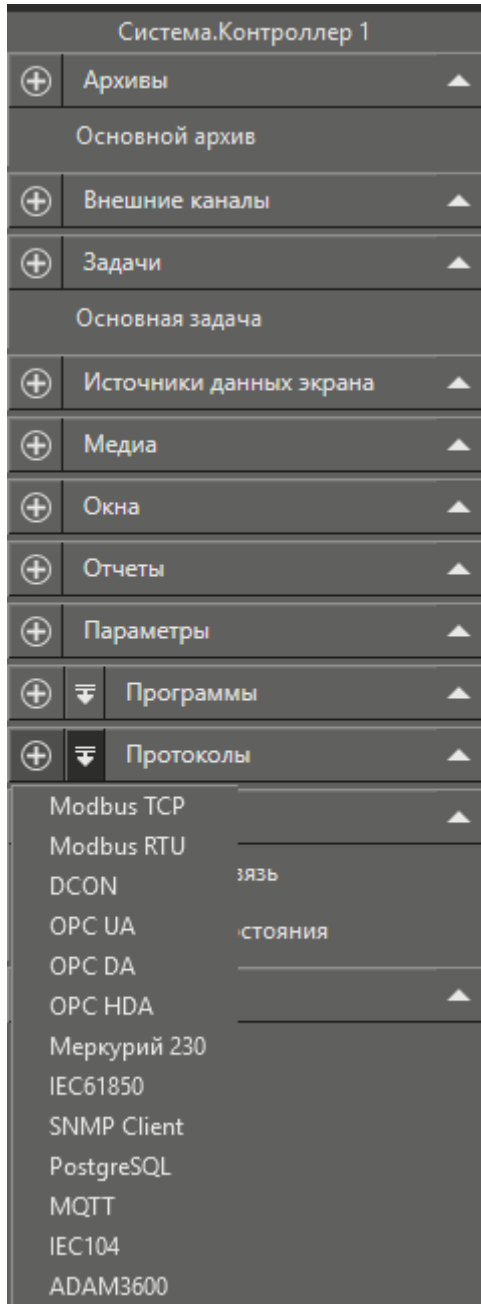 Система.Контроллер 1
Архивы
Основной архив
Внешние каналы
Задачи
Основная задача
Источники данных экрана
Медиа
Окна
Отчеты
Параметры
Программы
Протоколы
Modbus TCP
Modbus RTU
DCON
OPC UA
OPC DA
OPC HDA
Меркурий 230
IEC61850
SNMP Client
PostgreSQL
MQTT
IEC104
ADAM3600